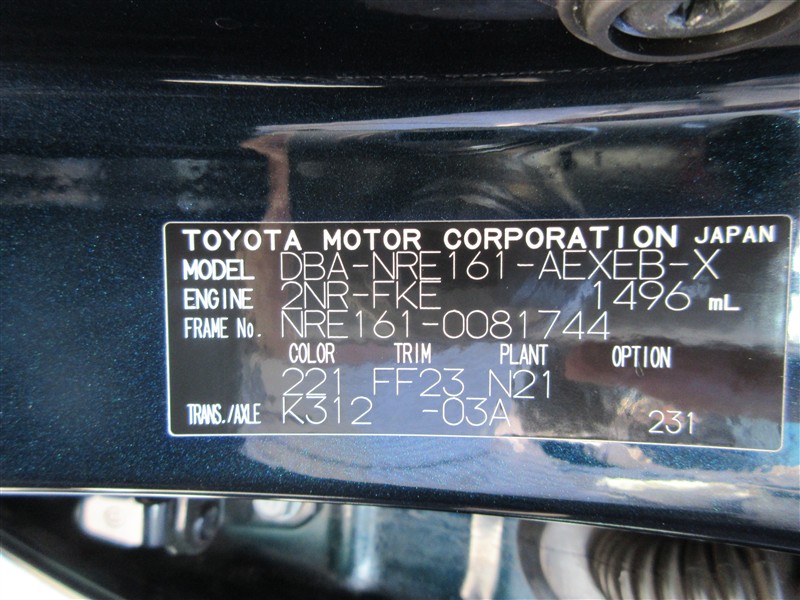 TOYOTA MOTOR CORPORATION JAPAN
MODEL DBA-NRE161-AEXEB-X
ENGINE 2NR-FKE 1496 mL
FRAME No. NRE161-0081744
COLOR TRIM PLANT OPTION
221 FF23 N21
TRANS./AXLE K312 -03A 231